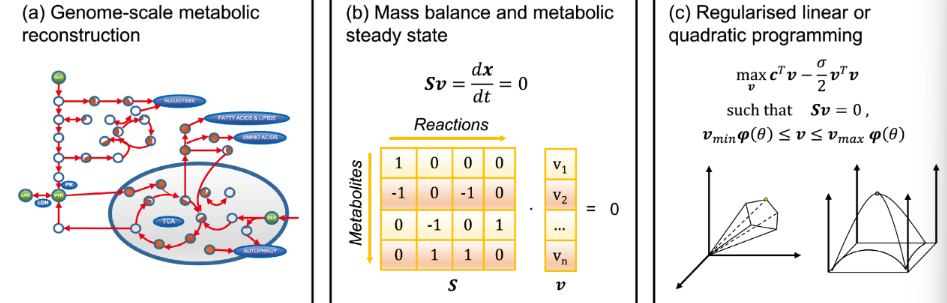 (a) Genome-scale metabolic
reconstruction
NUCLEOTIDES
FATTY ACIDS & LIPIDS
AMINO ACIDS
PK
LDH
TCA
AUTOPHAGY
(b) Mass balance and metabolic
steady state
Sv = dx/dt = 0
Reactions
Metabolites
1 0 0 0
-1 0 -1 0
0 -1 0 1
0 1 1 0
S
·
v₁
v₂
...
vₙ
v
= 0
(c) Regularised linear or
quadratic programming
max_v cᵀv − σ/2 vᵀv
such that Sv = 0,
v_min φ(θ) ≤ v ≤ v_max φ(θ)